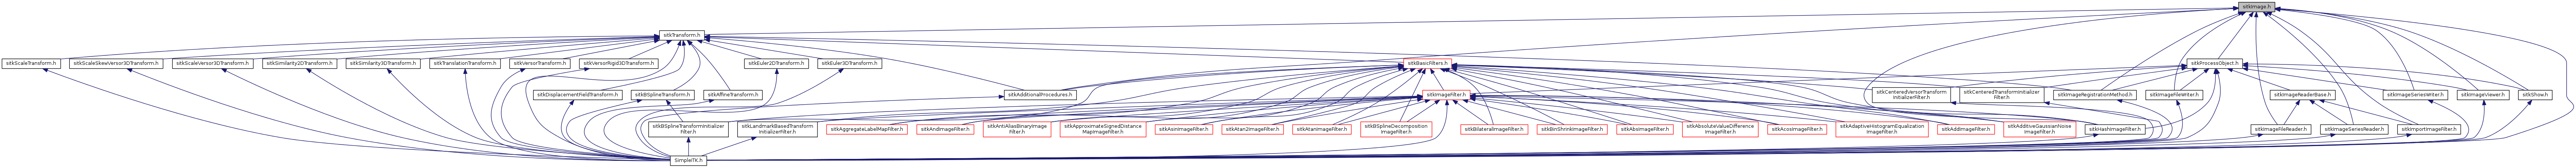 sitkImage.h
sitkTransform.h
sitkScaleTransform.h
sitkScaleSkewVersor3DTransform.h
sitkScaleVersor3DTransform.h
sitkSimilarity2DTransform.h
sitkSimilarity3DTransform.h
sitkTranslationTransform.h
sitkVersorTransform.h
sitkVersorRigid3DTransform.h
sitkEuler2DTransform.h
sitkEuler3DTransform.h
sitkBasicFilters.h
sitkProcessObject.h
sitkDisplacementFieldTransform.h
sitkBSplineTransform.h
sitkAffineTransform.h
sitkAdditionalProcedures.h
sitkImageFilter.h
sitkCenteredVersorTransform
InitializerFilter.h
sitkCenteredTransformInitializer
Filter.h
sitkImageRegistrationMethod.h
sitkImageFileWriter.h
sitkImageReaderBase.h
sitkImageSeriesWriter.h
sitkImageViewer.h
sitkShow.h
sitkBSplineTransformInitializer
Filter.h
sitkLandmarkBasedTransform
InitializerFilter.h
sitkAggregateLabelMapFilter.h
sitkAndImageFilter.h
sitkAntiAliasBinaryImage
Filter.h
sitkApproximateSignedDistance
MapImageFilter.h
sitkAsinImageFilter.h
sitkAtan2ImageFilter.h
sitkAtanImageFilter.h
sitkBSplineDecomposition
ImageFilter.h
sitkBilateralImageFilter.h
sitkBinShrinkImageFilter.h
sitkAbsImageFilter.h
sitkAbsoluteValueDifference
ImageFilter.h
sitkAcosImageFilter.h
sitkAdaptiveHistogramEqualization
ImageFilter.h
sitkAddImageFilter.h
sitkAdditiveGaussianNoise
ImageFilter.h
sitkHashImageFilter.h
sitkImageFileReader.h
sitkImageSeriesReader.h
sitkImportImageFilter.h
SimpleITK.h